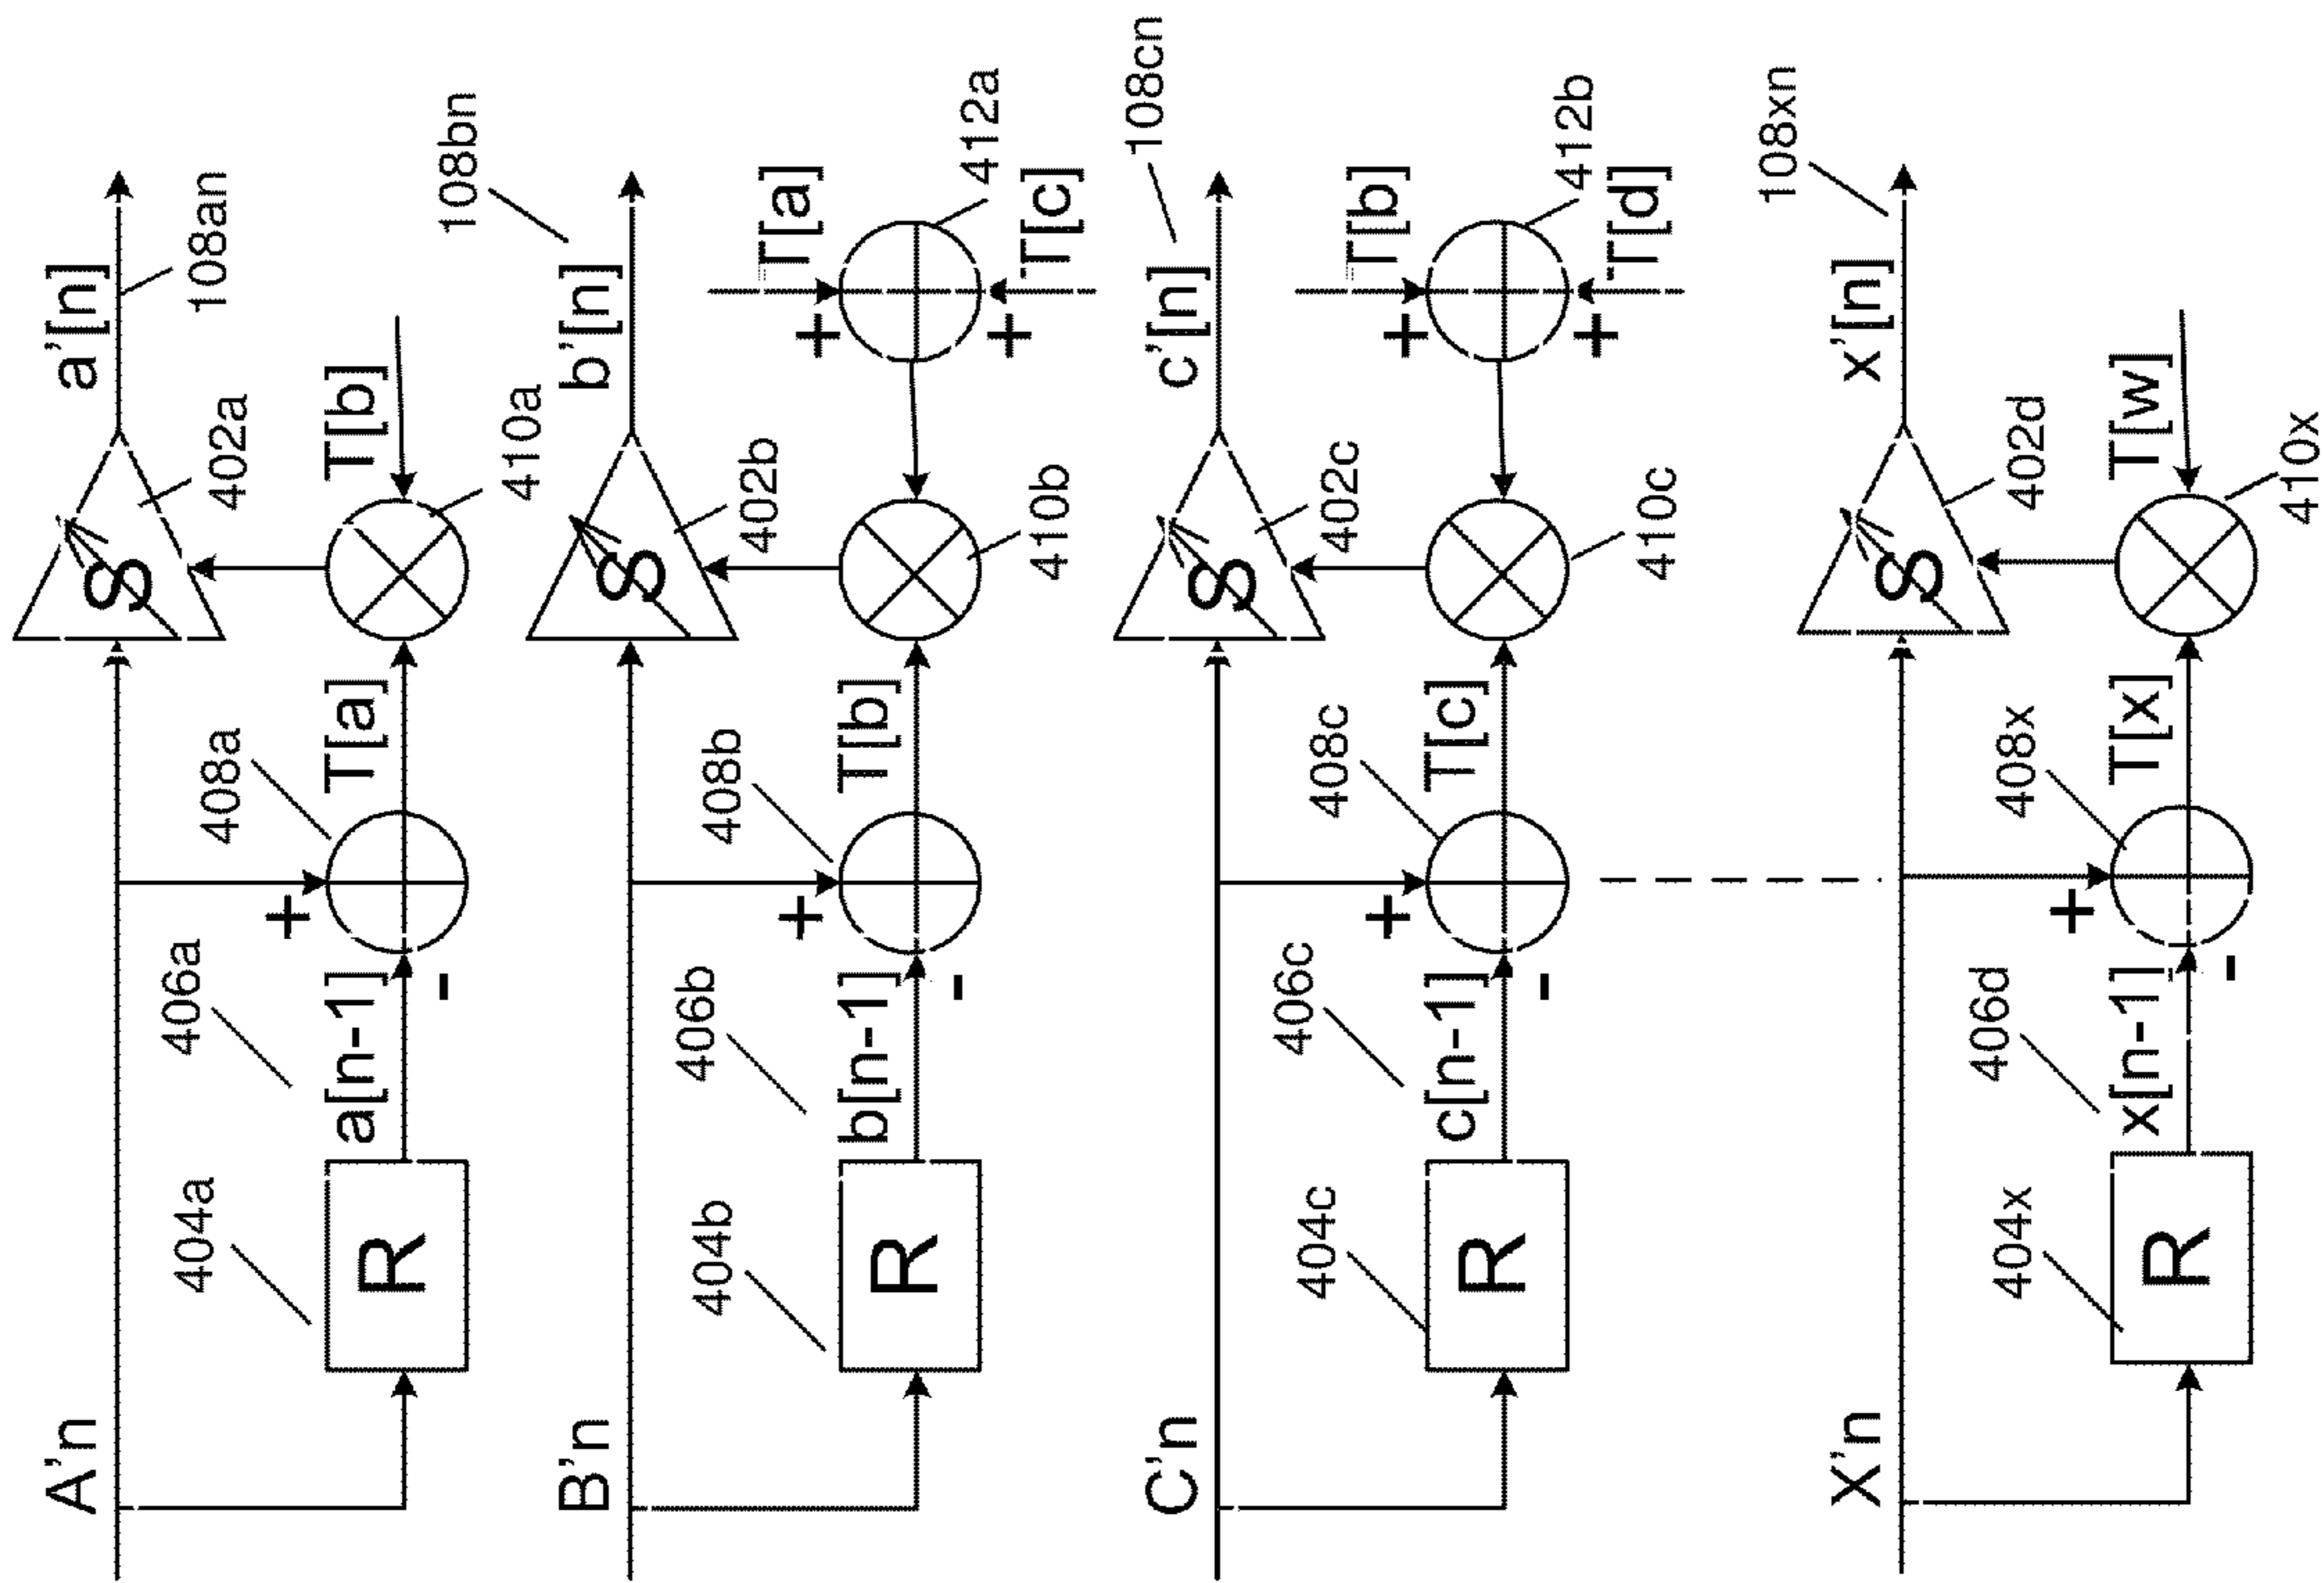 A'n
a'[n]
108an
402a
S
T[b]
410a
T[a]
408a
+
-
406a
a[n-1]
404a
R
B'n
b'[n]
108bn
402b
S
T[a]
412a
+
+
T[c]
410b
T[b]
408b
+
-
406b
b[n-1]
404b
R
C'n
c'[n]
108cn
402c
S
T[b]
412b
+
+
T[d]
410c
T[c]
408c
+
-
406c
c[n-1]
404c
R
X'n
x'[n]
108xn
402d
S
T[w]
410x
T[x]
408x
+
-
406d
x[n-1]
404x
R